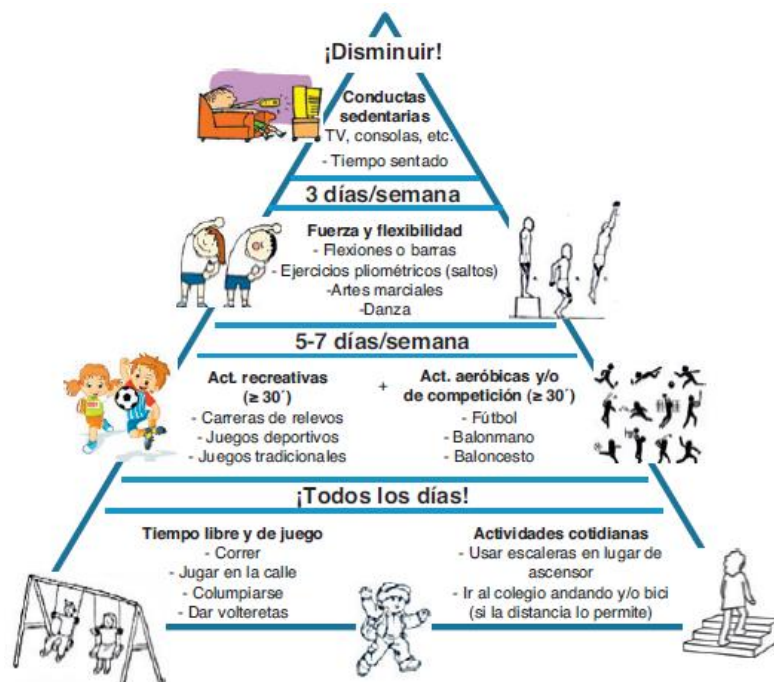 ¡Disminuir!
Conductas
sedentarias
TV, consolas, etc.
- Tiempo sentado
3 días/semana
Fuerza y flexibilidad
- Flexiones o barras
- Ejercicios pliométricos (saltos)
-Artes marciales
-Danza
5-7 días/semana
Act. recreativas
(≥ 30´)
- Carreras de relevos
- Juegos deportivos
- Juegos tradicionales
+
Act. aeróbicas y/o
de competición (≥ 30´)
- Fútbol
- Balonmano
- Baloncesto
¡Todos los días!
Tiempo libre y de juego
- Correr
- Jugar en la calle
- Columpiarse
- Dar volteretas
Actividades cotidianas
- Usar escaleras en lugar de
ascensor
- Ir al colegio andando y/o bici
(si la distancia lo permite)